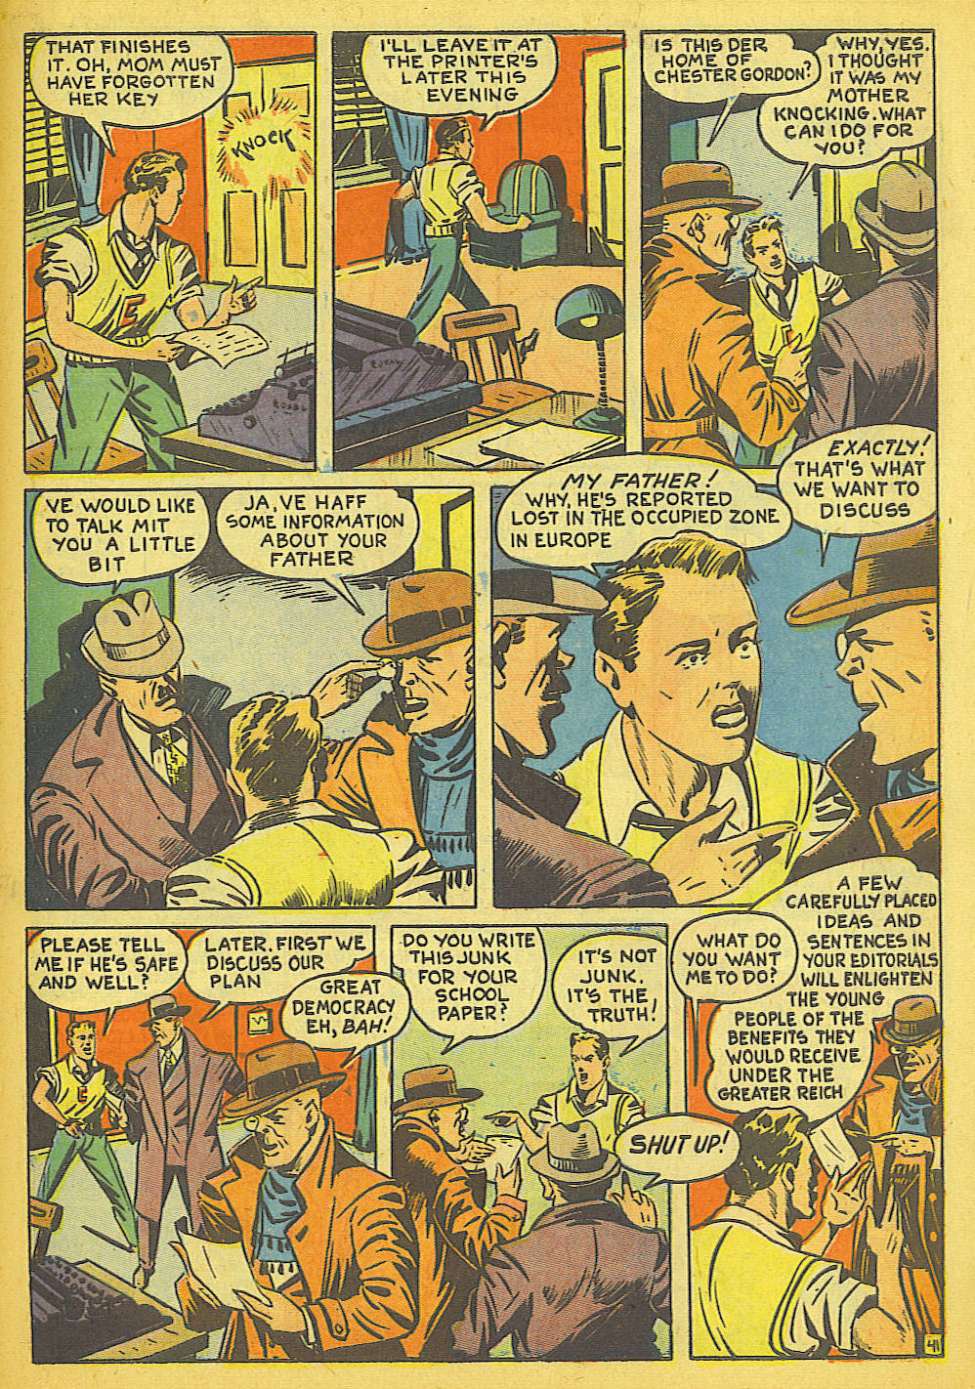 THAT FINISHES
IT. OH, MOM MUST
HAVE FORGOTTEN
HER KEY
KNOCK
E
I'LL LEAVE IT AT
THE PRINTER'S
LATER THIS
EVENING
IS THIS DER
HOME OF
CHESTER GORDON?
WHY, YES.
I THOUGHT
IT WAS MY
MOTHER
KNOCKING. WHAT
CAN I DO FOR
YOU?
VE WOULD LIKE
TO TALK MIT
YOU A LITTLE
BIT
JA, VE HAFF
SOME INFORMATION
ABOUT YOUR
FATHER
MY FATHER!
WHY, HE'S REPORTED
LOST IN THE OCCUPIED ZONE
IN EUROPE
EXACTLY!
THAT'S WHAT
WE WANT TO
DISCUSS
PLEASE TELL
ME IF HE'S SAFE
AND WELL?
LATER. FIRST WE
DISCUSS OUR
PLAN
E
GREAT
DEMOCRACY
EH, BAH!
DO YOU WRITE
THIS JUNK
FOR YOUR
SCHOOL
PAPER?
IT'S NOT
JUNK.
IT'S THE
TRUTH!
SHUT UP!
WHAT DO
YOU WANT
ME TO DO?
A FEW
CAREFULLY PLACED
IDEAS AND
SENTENCES IN
YOUR EDITORIALS
WILL ENLIGHTEN
THE YOUNG
PEOPLE OF THE
BENEFITS THEY
WOULD RECEIVE
UNDER THE
GREATER REICH
41